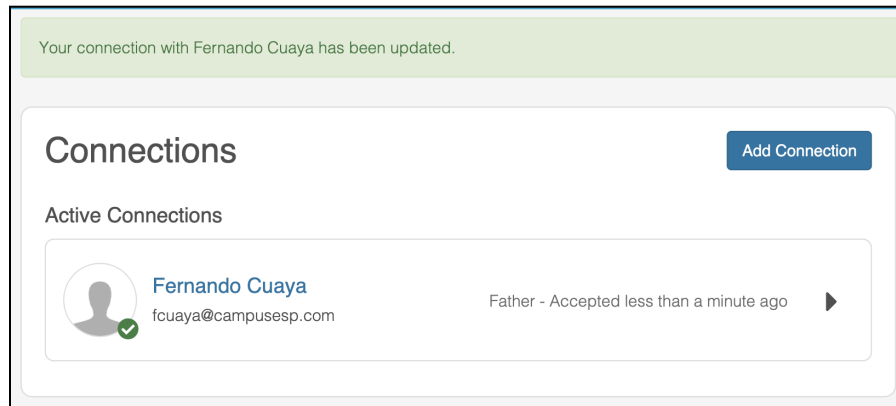 Your connection with Fernando Cuaya has been updated.
Connections
Add Connection
Active Connections
Fernando Cuaya
fcuaya@campusesp.com
Father - Accepted less than a minute ago